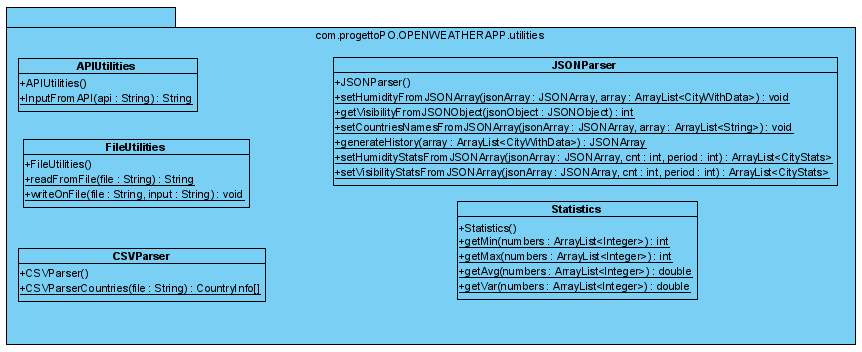 com.progettoPO.OPENWEATHERAPP.utilities
APIUtilities
+APIUtilities()
+InputFromAPI(api : String) : String
FileUtilities
+FileUtilities()
+readFromFile(file : String) : String
+writeOnFile(file : String, input : String) : void
CSVParser
+CSVParser()
+CSVParserCountries(file : String) : CountryInfo[]
JSONParser
+JSONParser()
+setHumidityFromJSONArray(jsonArray : JSONArray, array : ArrayList<CityWithData>) : void
+getVisibilityFromJSONObject(jsonObject : JSONObject) : int
+setCountriesNamesFromJSONArray(jsonArray : JSONArray, array : ArrayList<String>) : void
+generateHistory(array : ArrayList<CityWithData>) : JSONArray
+setHumidityStatsFromJSONArray(jsonArray : JSONArray, cnt : int, period : int) : ArrayList<CityStats>
+setVisibilityStatsFromJSONArray(jsonArray : JSONArray, cnt : int, period : int) : ArrayList<CityStats>
Statistics
+Statistics()
+getMin(numbers : ArrayList<Integer>) : int
+getMax(numbers : ArrayList<Integer>) : int
+getAvg(numbers : ArrayList<Integer>) : double
+getVar(numbers : ArrayList<Integer>) : double